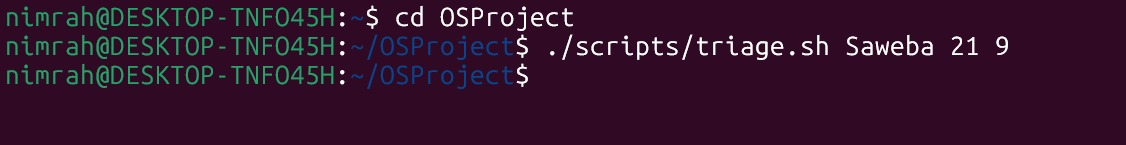 nimrah@DESKTOP-TNFO45H:~$ cd OSProject
nimrah@DESKTOP-TNFO45H:~/OSProject$ ./scripts/triage.sh Saweba 21 9
nimrah@DESKTOP-TNFO45H:~/OSProject$